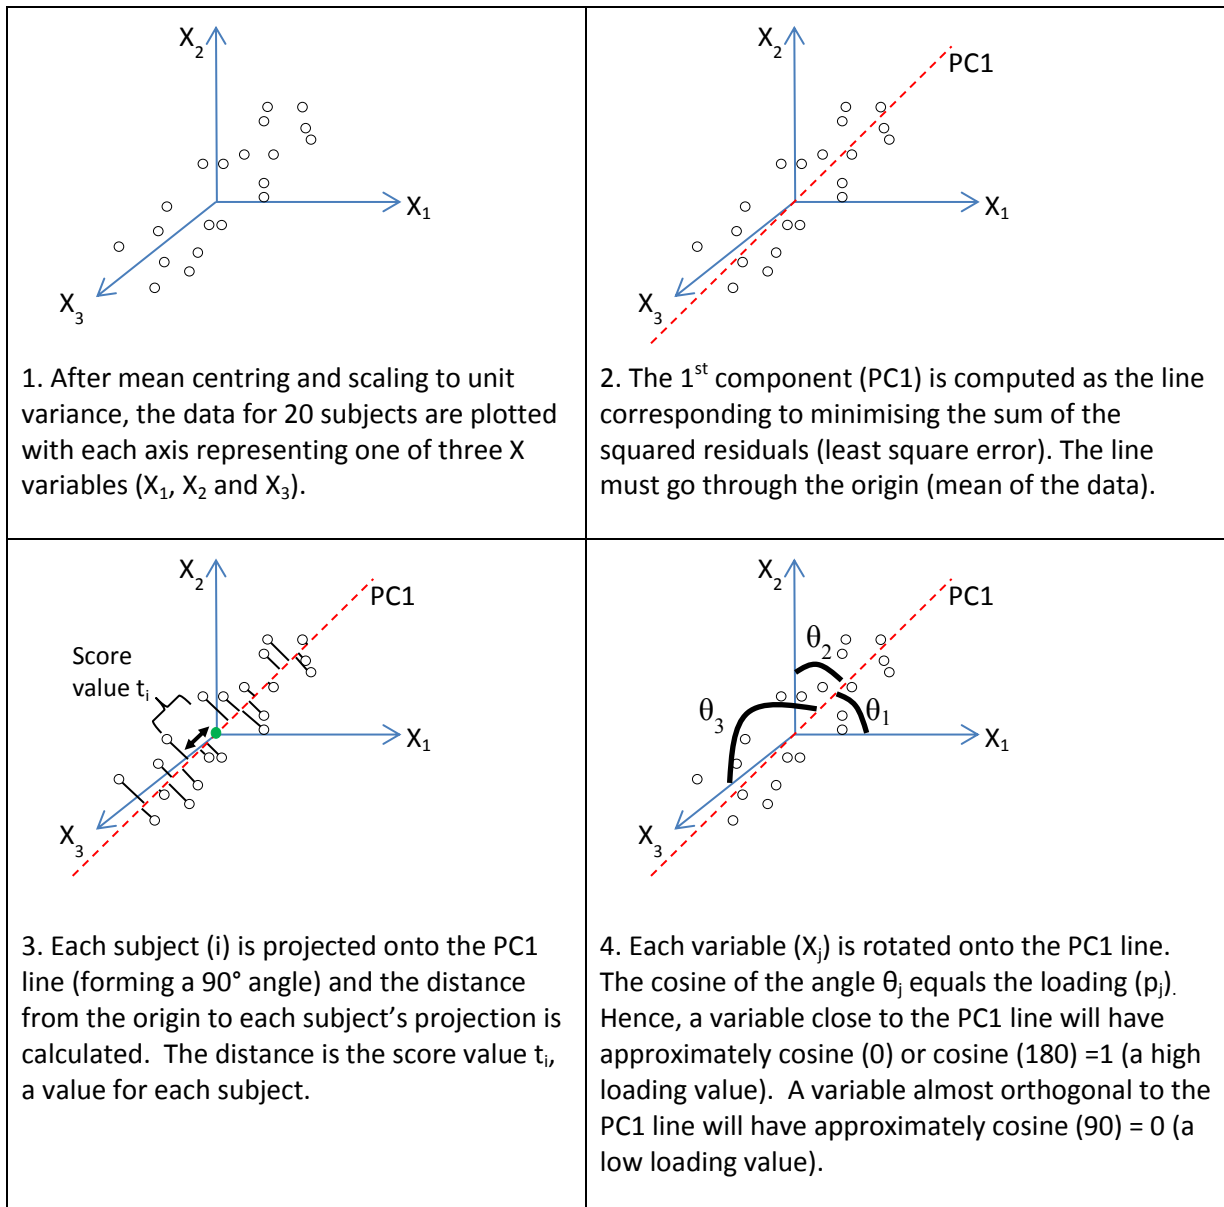 X₂
X₁
X₃
1. After mean centring and scaling to unit
variance, the data for 20 subjects are plotted
with each axis representing one of three X
variables (X₁, X₂ and X₃).
X₂
PC1
X₁
X₃
2. The 1ˢᵗ component (PC1) is computed as the line
corresponding to minimising the sum of the
squared residuals (least square error). The line
must go through the origin (mean of the data).
X₂
PC1
Score
value tᵢ
X₁
X₃
3. Each subject (i) is projected onto the PC1
line (forming a 90° angle) and the distance
from the origin to each subject’s projection is
calculated. The distance is the score value tᵢ,
a value for each subject.
X₂
PC1
θ₂
θ₃
θ₁
X₁
X₃
4. Each variable (Xⱼ) is rotated onto the PC1 line.
The cosine of the angle θⱼ equals the loading (pⱼ).
Hence, a variable close to the PC1 line will have
approximately cosine (0) or cosine (180) =1 (a high
loading value). A variable almost orthogonal to the
PC1 line will have approximately cosine (90) = 0 (a
low loading value).